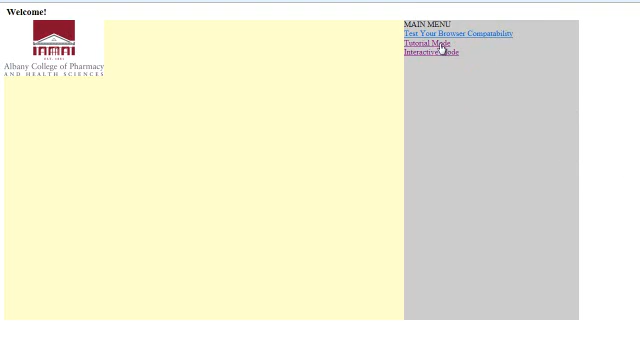 Welcome!
EST. 1881
Albany College of Pharmacy
AND HEALTH SCIENCES
MAIN MENU
Test Your Browser Compatability
Tutorial Mode
Interactive Mode